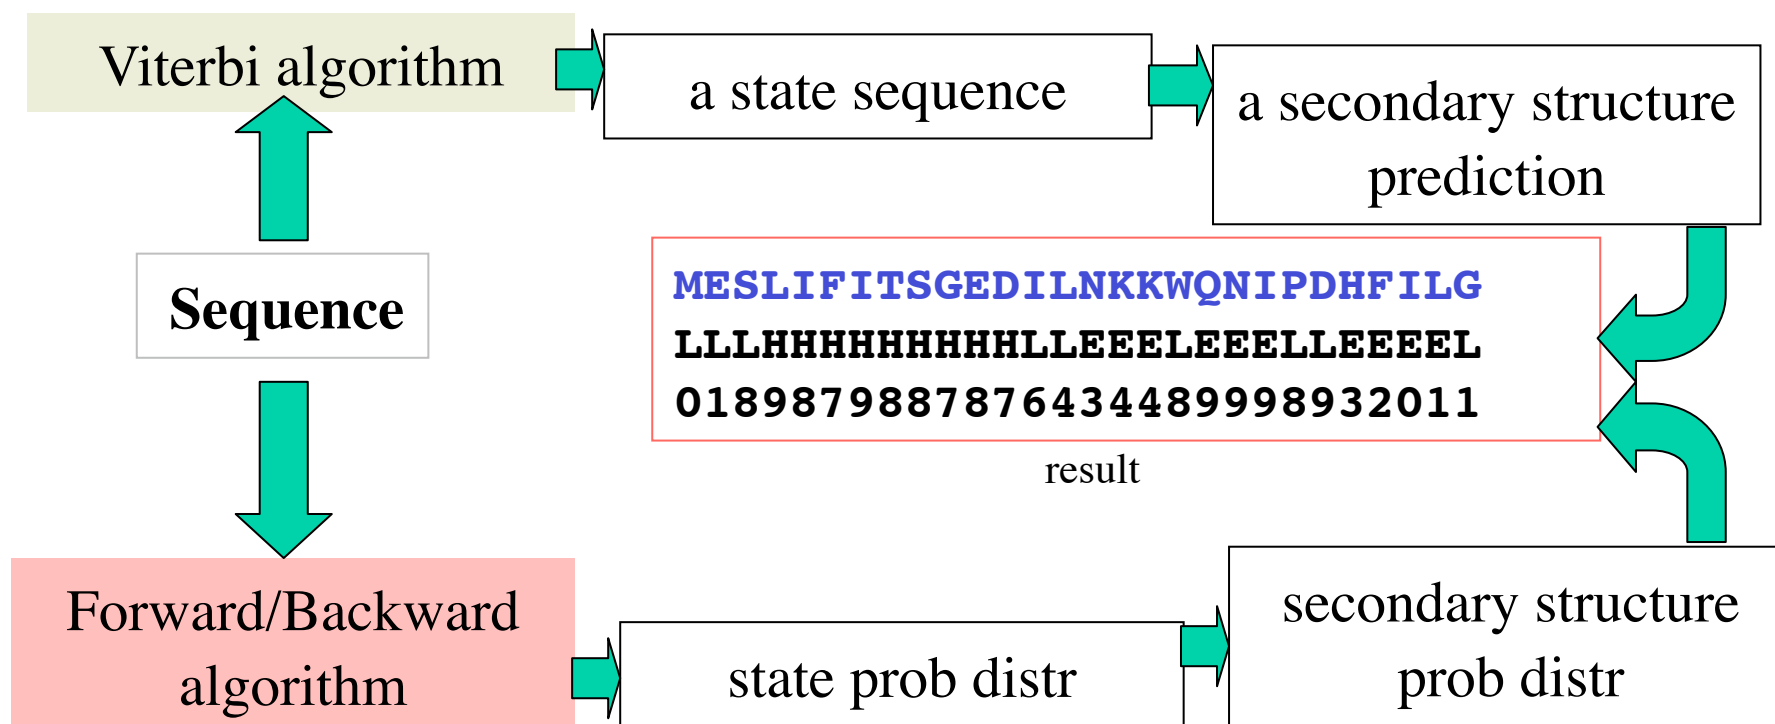 Viterbi algorithm
a state sequence
a secondary structure
prediction
Sequence
MESLIFITSGEDILNKKWQNIPDHFILG
LLLHHHHHHHHHLLEEELEEELLEEEEL
0189879887876434489998932011
result
Forward/Backward
algorithm
state prob distr
secondary structure
prob distr